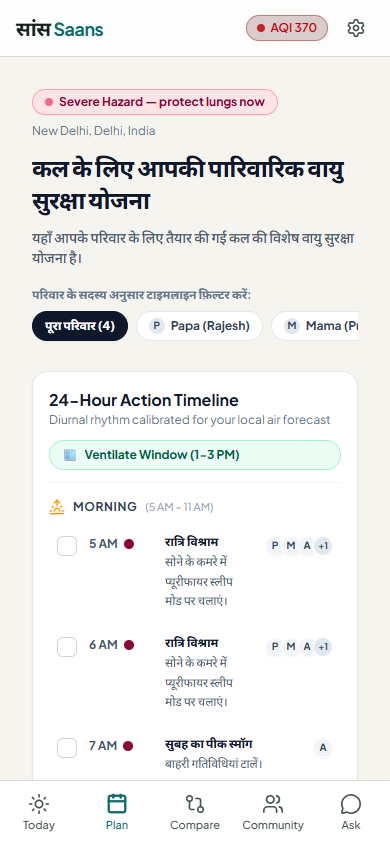 सांस Saans
AQI 370
Severe Hazard — protect lungs now
New Delhi, Delhi, India
कल के लिए आपकी पारिवारिक वायु
सुरक्षा योजना
यहाँ आपके परिवार के लिए तैयार की गई कल की विशेष वायु सुरक्षा
योजना है।
परिवार के सदस्य अनुसार टाइमलाइन फ़िल्टर करें:
पूरा परिवार (4)
P Papa (Rajesh)
M Mama (Pr
24-Hour Action Timeline
Diurnal rhythm calibrated for your local air forecast
Ventilate Window (1-3 PM)
MORNING (5 AM – 11 AM)
5 AM
रात्रि विश्राम
P M A +1
सोने के कमरे में
प्यूरीफायर स्लीप
मोड पर चलाएं।
6 AM
रात्रि विश्राम
P M A +1
सोने के कमरे में
प्यूरीफायर स्लीप
मोड पर चलाएं।
7 AM
सुबह का पीक स्मॉग
A
बाहरी गतिविधियां टालें।
Today
Plan
Compare
Community
Ask